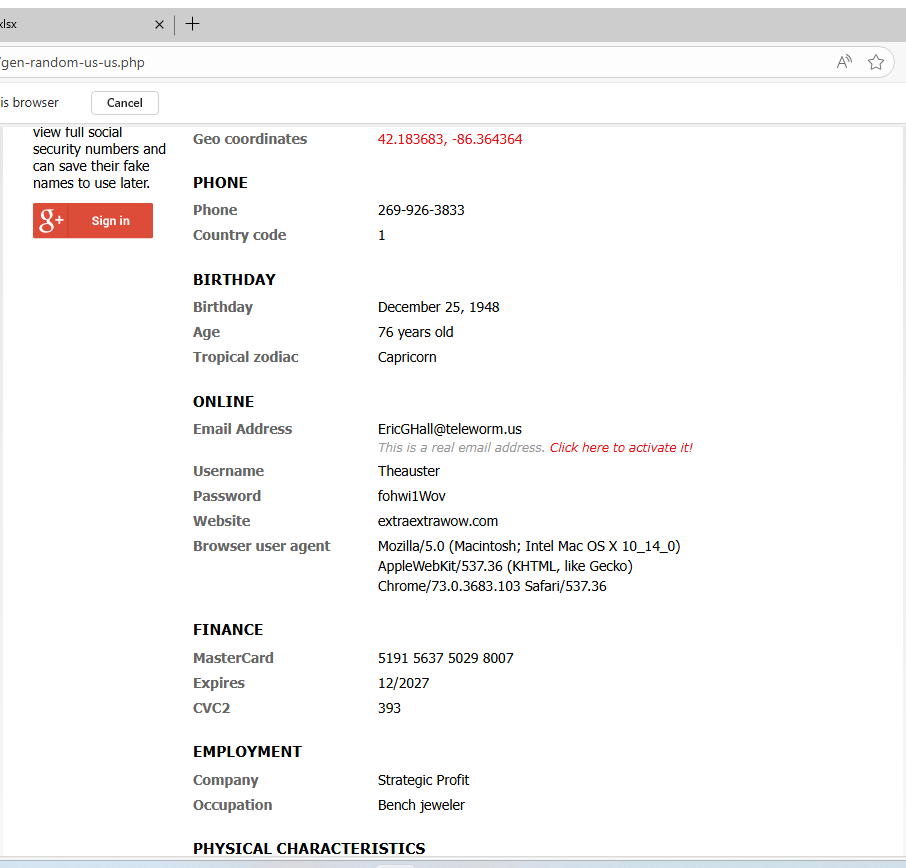 xlsx
/gen-random-us-us.php
is browser
Cancel
view full social
security numbers and
can save their fake
names to use later.
g+ Sign in
Geo coordinates 42.183683, -86.364364
PHONE
Phone 269-926-3833
Country code 1
BIRTHDAY
Birthday December 25, 1948
Age 76 years old
Tropical zodiac Capricorn
ONLINE
Email Address EricGHall@teleworm.us
This is a real email address. Click here to activate it!
Username Theauster
Password fohwi1Wov
Website extraextrawow.com
Browser user agent Mozilla/5.0 (Macintosh; Intel Mac OS X 10_14_0)
AppleWebKit/537.36 (KHTML, like Gecko)
Chrome/73.0.3683.103 Safari/537.36
FINANCE
MasterCard 5191 5637 5029 8007
Expires 12/2027
CVC2 393
EMPLOYMENT
Company Strategic Profit
Occupation Bench jeweler
PHYSICAL CHARACTERISTICS